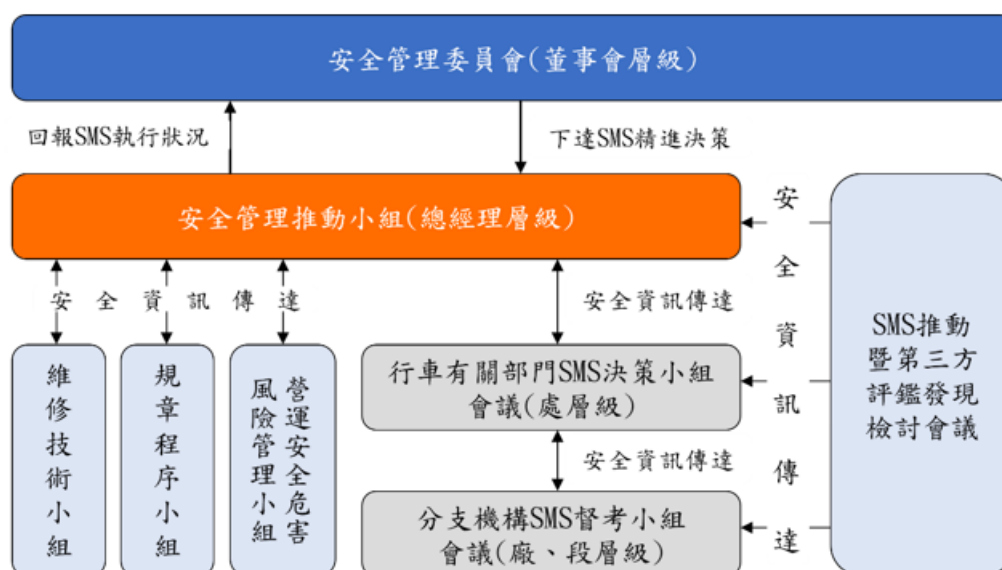 安全管理委員會(董事會層級)
回報SMS執行狀況
下達SMS精進決策
安全管理推動小組(總經理層級)
安全資訊傳達
安全資訊傳達
安全資訊傳達
維修技術小組
規章程序小組
營運安全危害
風險管理小組
行車有關部門SMS決策小組
會議(處層級)
安全資訊傳達
分支機構SMS督考小組
會議(廠、段層級)
SMS推動
暨第三方
評鑑發現
檢討會議